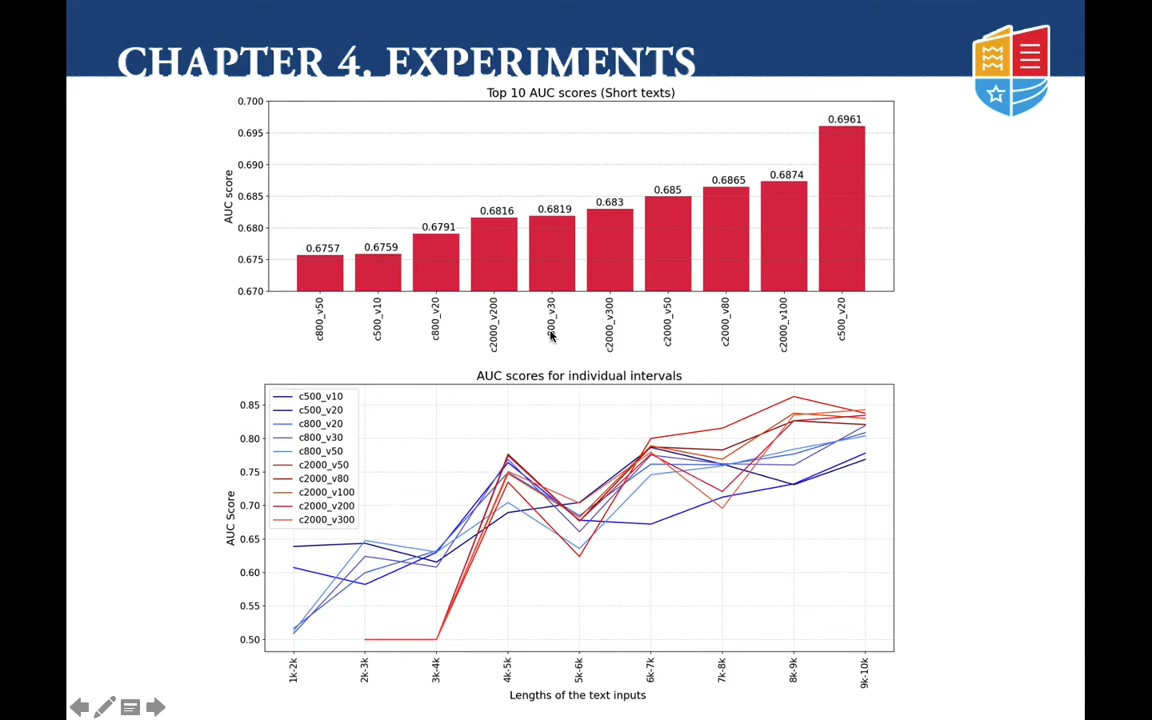 CHAPTER 4. EXPERIMENTS
Top 10 AUC scores (Short texts)
AUC score
0.700
0.695
0.690
0.685
0.680
0.675
0.670
0.6757
0.6759
0.6791
0.6816
0.6819
0.683
0.685
0.6865
0.6874
0.6961
c800_v50
c500_v10
c800_v20
c2000_v200
00_v30
c2000_v300
c2000_v50
c2000_v80
c2000_v100
c500_v20
AUC scores for individual intervals
AUC Score
0.85
0.80
0.75
0.70
0.65
0.60
0.55
0.50
c500_v10
c500_v20
c800_v20
c800_v30
c800_v50
c2000_v50
c2000_v80
c2000_v100
c2000_v200
c2000_v300
1k-2k
2k-3k
3k-4k
4k-5k
5k-6k
6k-7k
7k-8k
8k-9k
9k-10k
Lengths of the text inputs